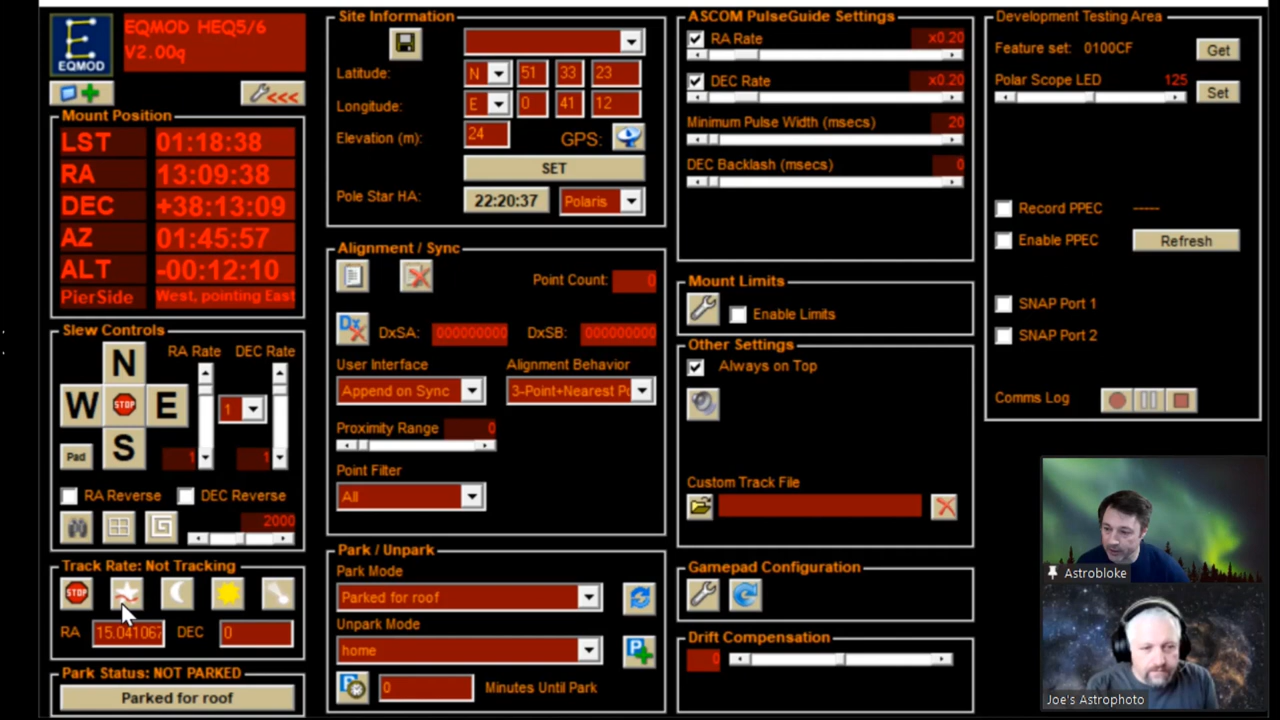 EQMOD
EQMOD HEQ5/6
V2.00q
<<<
Mount Position
LST 01:18:38
RA 13:09:38
DEC +38:13:09
AZ 01:45:57
ALT -00:12:10
PierSide West, pointing East
Slew Controls
RA Rate DEC Rate
N
W STOP E
1
S
Pad 1 1
RA Reverse DEC Reverse
2000
Track Rate: Not Tracking
STOP
RA 15.041067 DEC 0
Park Status: NOT PARKED
Parked for roof
Site Information
Latitude: N 51 33 23
Longitude: E 0 41 12
Elevation (m): 24 GPS:
SET
Pole Star HA: 22:20:37 Polaris
Alignment / Sync
Point Count: 0
Dx DxSA: 000000000 DxSB: 000000000
User Interface Alignment Behavior
Append on Sync 3-Point+Nearest Po
Proximity Range 0
Point Filter
All
Park / Unpark
Park Mode
Parked for roof
Unpark Mode
home
P
P 0 Minutes Until Park
ASCOM PulseGuide Settings
RA Rate x0.20
DEC Rate x0.20
Minimum Pulse Width (msecs) 20
DEC Backlash (msecs) 0
Mount Limits
Enable Limits
Other Settings
Always on Top
Custom Track File
Gamepad Configuration
Drift Compensation
0
Development Testing Area
Feature set: 0100CF Get
Polar Scope LED 125
Set
Record PPEC -----
Enable PPEC Refresh
SNAP Port 1
SNAP Port 2
Comms Log
Astrobloke
Joe's Astrophoto